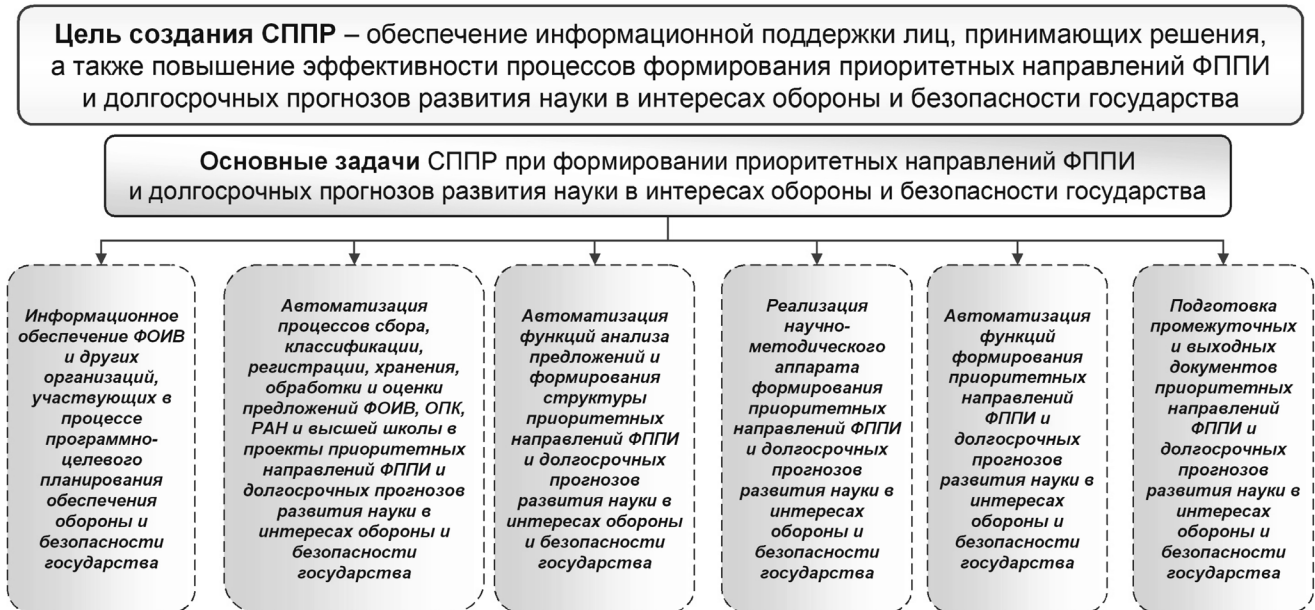 Цель создания СППР – обеспечение информационной поддержки лиц, принимающих решения,
а также повышение эффективности процессов формирования приоритетных направлений ФППИ
и долгосрочных прогнозов развития науки в интересах обороны и безопасности государства
Основные задачи СППР при формировании приоритетных направлений ФППИ
и долгосрочных прогнозов развития науки в интересах обороны и безопасности государства
Информационное
обеспечение ФОИВ
и других
организаций,
участвующих в
процессе
программно-
целевого
планирования
обеспечения
обороны и
безопасности
государства
Автоматизация
процессов сбора,
классификации,
регистрации, хранения,
обработки и оценки
предложений ФОИВ, ОПК,
РАН и высшей школы в
проекты приоритетных
направлений ФППИ и
долгосрочных прогнозов
развития науки в
интересах обороны и
безопасности
государства
Автоматизация
функций анализа
предложений и
формирования
структуры
приоритетных
направлений ФППИ
и долгосрочных
прогнозов
развития науки в
интересах обороны
и безопасности
государства
Реализация
научно-
методического
аппарата
формирования
приоритетных
направлений ФППИ
и долгосрочных
прогнозов
развития науки в
интересах
обороны и
безопасности
государства
Автоматизация
функций
формирования
приоритетных
направлений
ФППИ и
долгосрочных
прогнозов
развития науки в
интересах
обороны и
безопасности
государства
Подготовка
промежуточных
и выходных
документов
приоритетных
направлений
ФППИ и
долгосрочных
прогнозов
развития науки в
интересах
обороны и
безопасности
государства